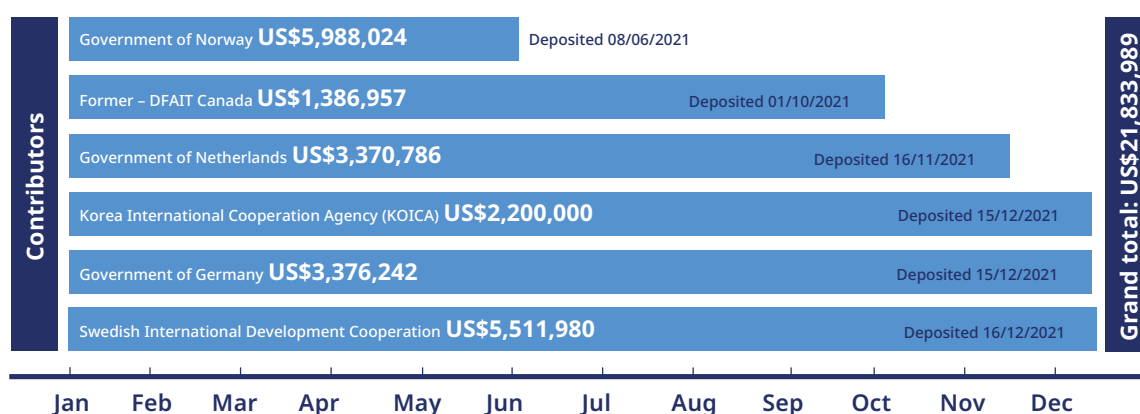 Contributors
Government of Norway US$5,988,024
Deposited 08/06/2021
Former – DFAIT Canada US$1,386,957
Deposited 01/10/2021
Government of Netherlands US$3,370,786
Deposited 16/11/2021
Korea International Cooperation Agency (KOICA) US$2,200,000
Deposited 15/12/2021
Government of Germany US$3,376,242
Deposited 15/12/2021
Swedish International Development Cooperation US$5,511,980
Deposited 16/12/2021
Grand total: US$21,833,989
Jan Feb Mar Apr May Jun Jul Aug Sep Oct Nov Dec